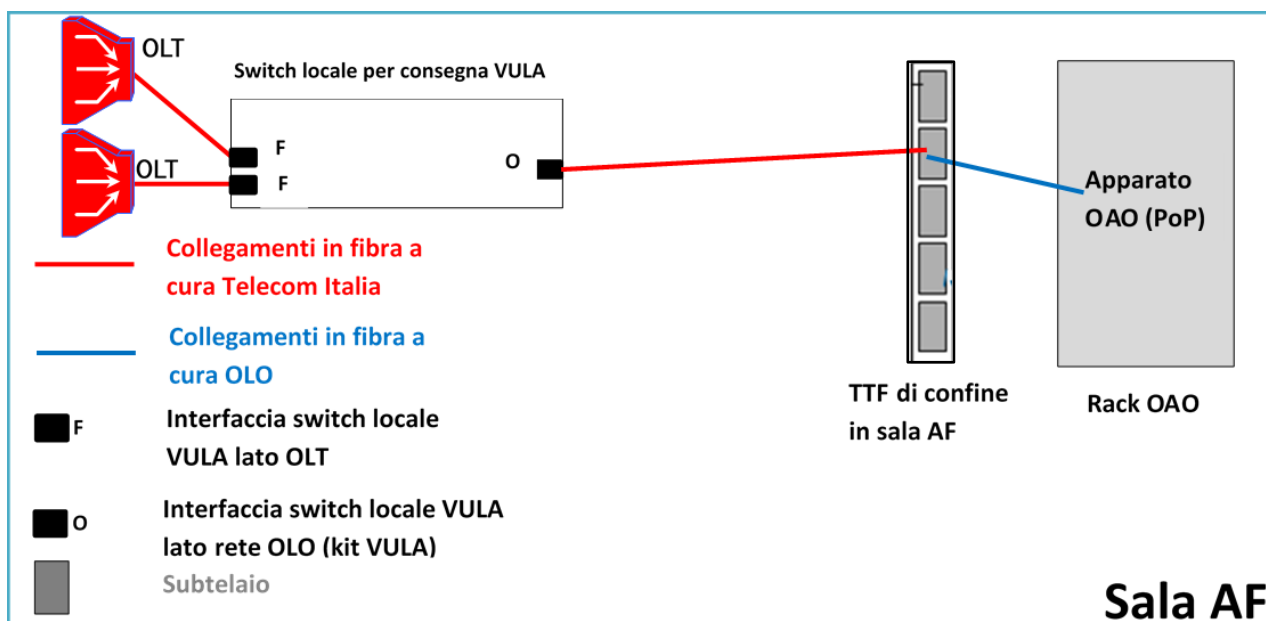 OLT
Switch locale per consegna VULA
F
OLT
F
O
Apparato
OAO (PoP)
Collegamenti in fibra a
cura Telecom Italia
Collegamenti in fibra a
cura OLO
TTF di confine
in sala AF
Rack OAO
F
Interfaccia switch locale
VULA lato OLT
O
Interfaccia switch locale VULA
lato rete OLO (kit VULA)
Subtelaio
Sala AF